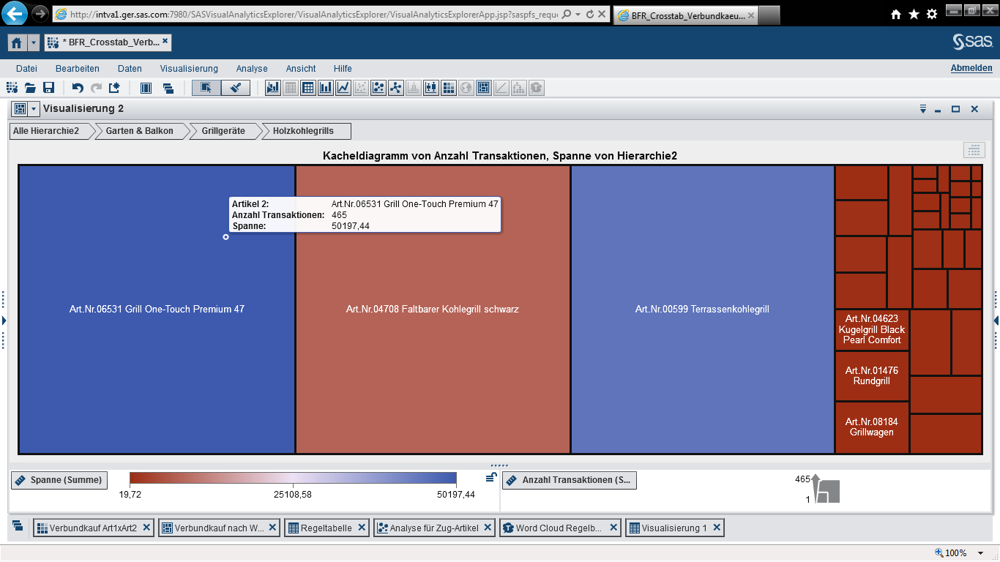 http://intva1.ger.sas.com:7980/SASVisualAnalyticsExplorer/VisualAnalyticsExplorerApp.jsp?saspfs_requ
BFR_Crosstab_Verbundkaeu...
* BFR_Crosstab_Verb...
sas
Datei Bearbeiten Daten Visualisierung Analyse Ansicht Hilfe
Abmelden
Visualisierung 2
Alle Hierarchie2 Garten & Balkon Grillgeräte Holzkohlegrills
Kacheldiagramm von Anzahl Transaktionen, Spanne von Hierarchie2
Artikel 2: Art.Nr.06531 Grill One-Touch Premium 47
Anzahl Transaktionen: 465
Spanne: 50197,44
Art.Nr.06531 Grill One-Touch Premium 47
Art.Nr.04708 Faltbarer Kohlegrill schwarz
Art.Nr.00599 Terrassenkohlegrill
Art.Nr.04623
Kugelgrill Black
Pearl Comfort
Art.Nr.01476
Rundgrill
Art.Nr.08184
Grillwagen
Spanne (Summe)
19,72 25108,58 50197,44
Anzahl Transaktionen (S...
465
1
Verbundkauf Art1xArt2 Verbundkauf nach W... Regeltabelle Analyse für Zug-Artikel Word Cloud Regelb... Visualisierung 1
100%